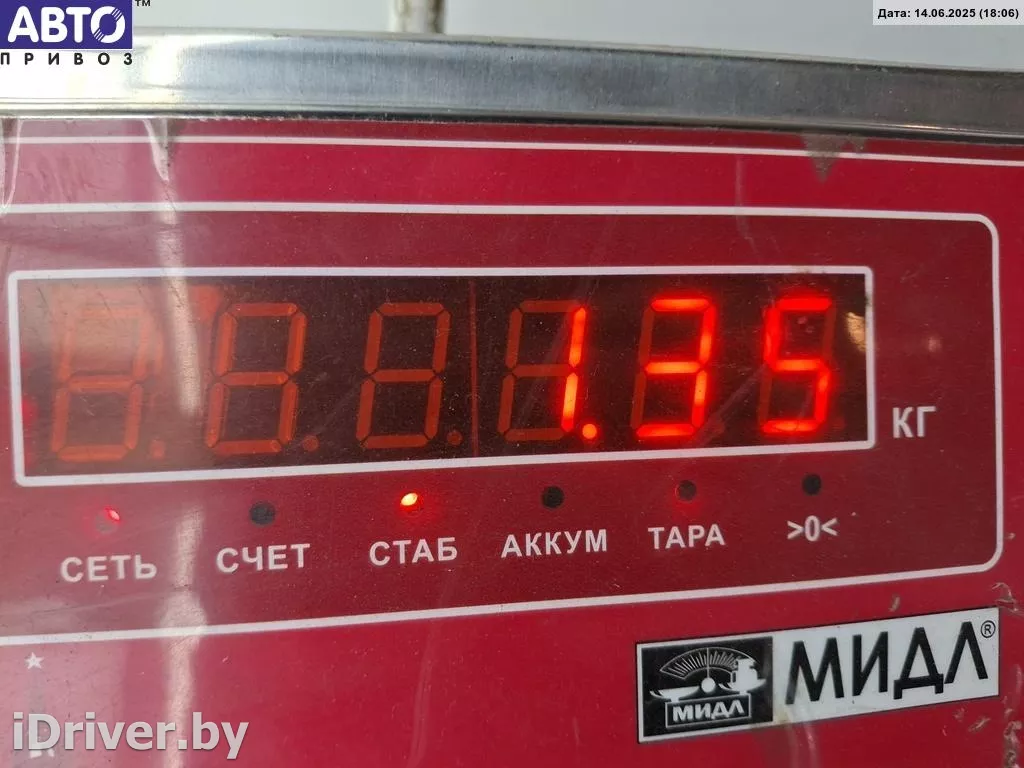 АВТО™
ПРИВОЗ
Дата: 14.06.2025 (18:06)
1.35
КГ
СЕТЬ СЧЕТ СТАБ АККУМ ТАРА >0<
МИДЛ МИДЛ®
iDriver.by